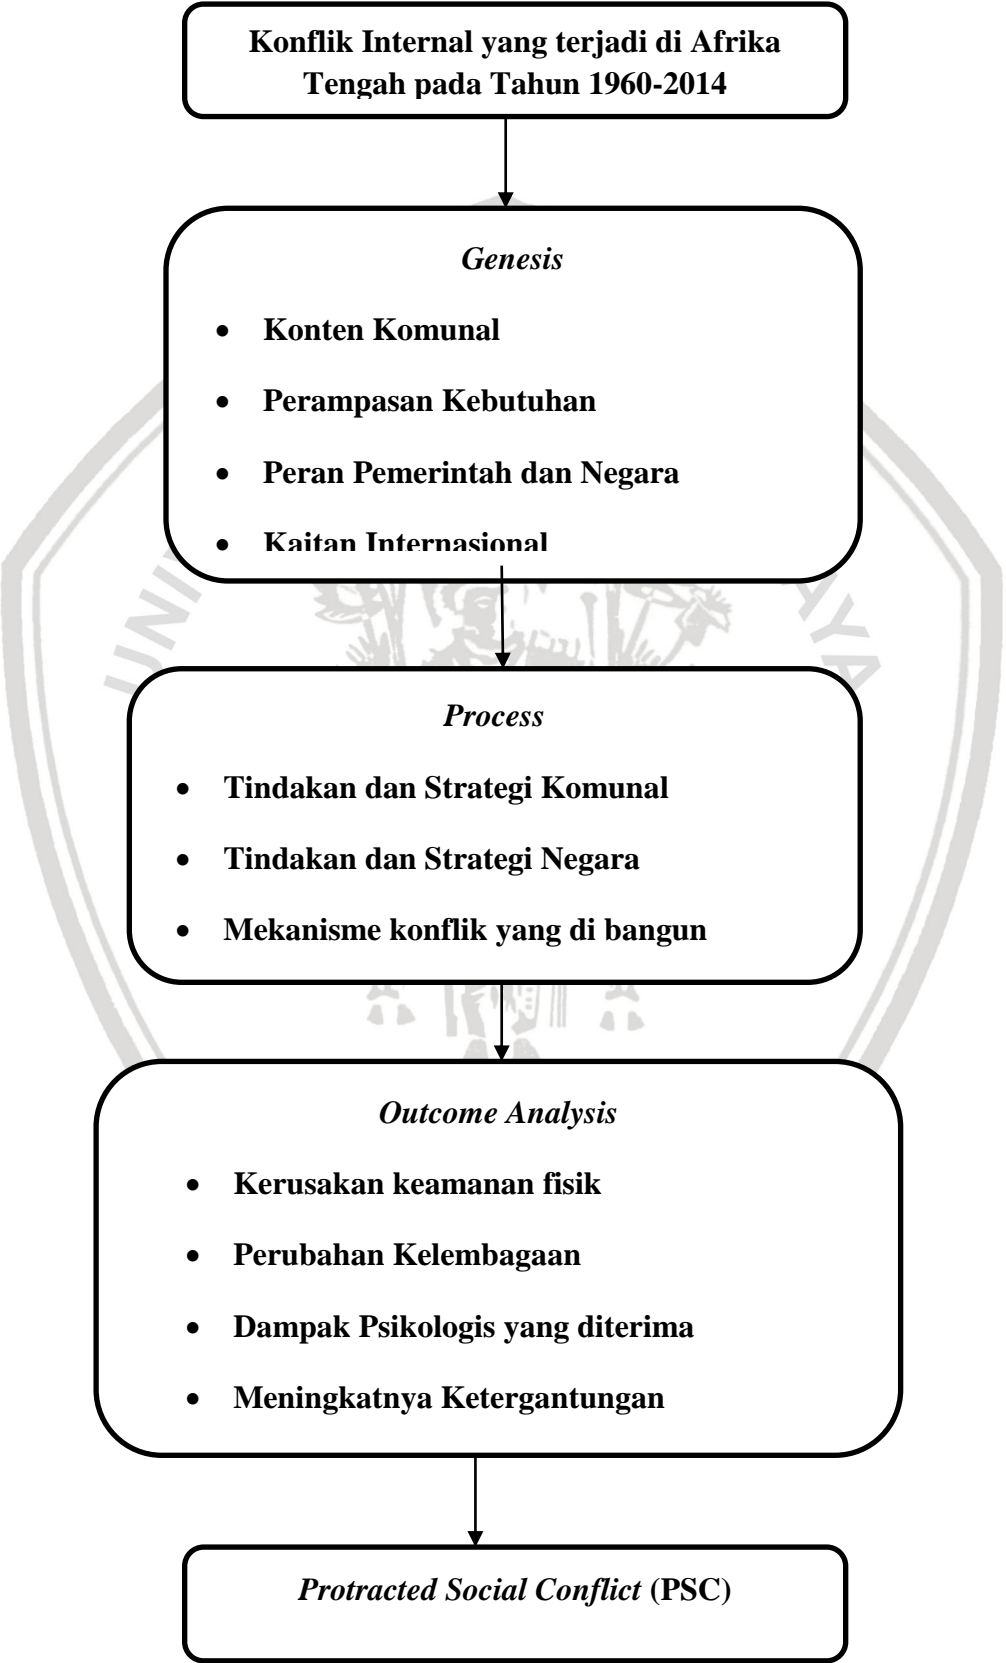 Konflik Internal yang terjadi di Afrika
Tengah pada Tahun 1960-2014
Genesis
• Konten Komunal
• Perampasan Kebutuhan
• Peran Pemerintah dan Negara
• Kaitan Internasional
Process
• Tindakan dan Strategi Komunal
• Tindakan dan Strategi Negara
• Mekanisme konflik yang di bangun
Outcome Analysis
• Kerusakan keamanan fisik
• Perubahan Kelembagaan
• Dampak Psikologis yang diterima
• Meningkatnya Ketergantungan
Protracted Social Conflict (PSC)